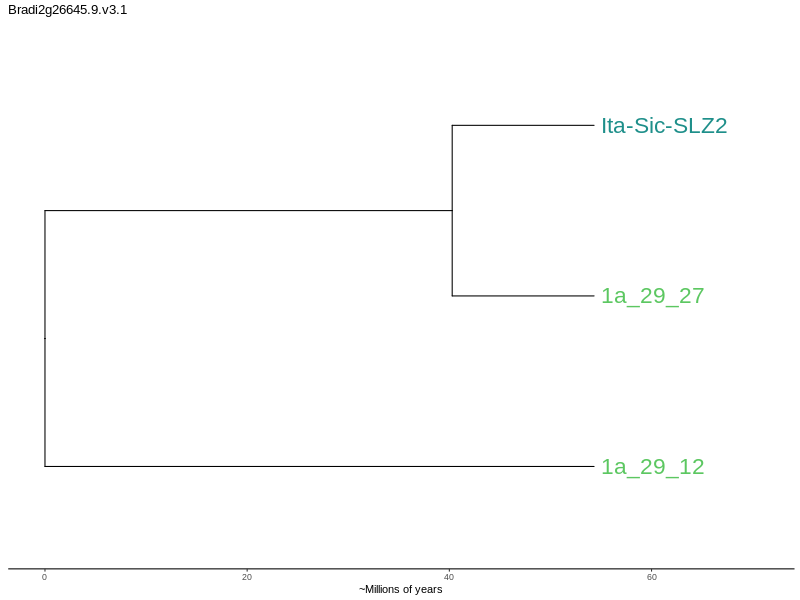 Bradi2g26645.9.v3.1
Ita-Sic-SLZ2
1a_29_27
1a_29_12
0 20 40 60
~Millions of years